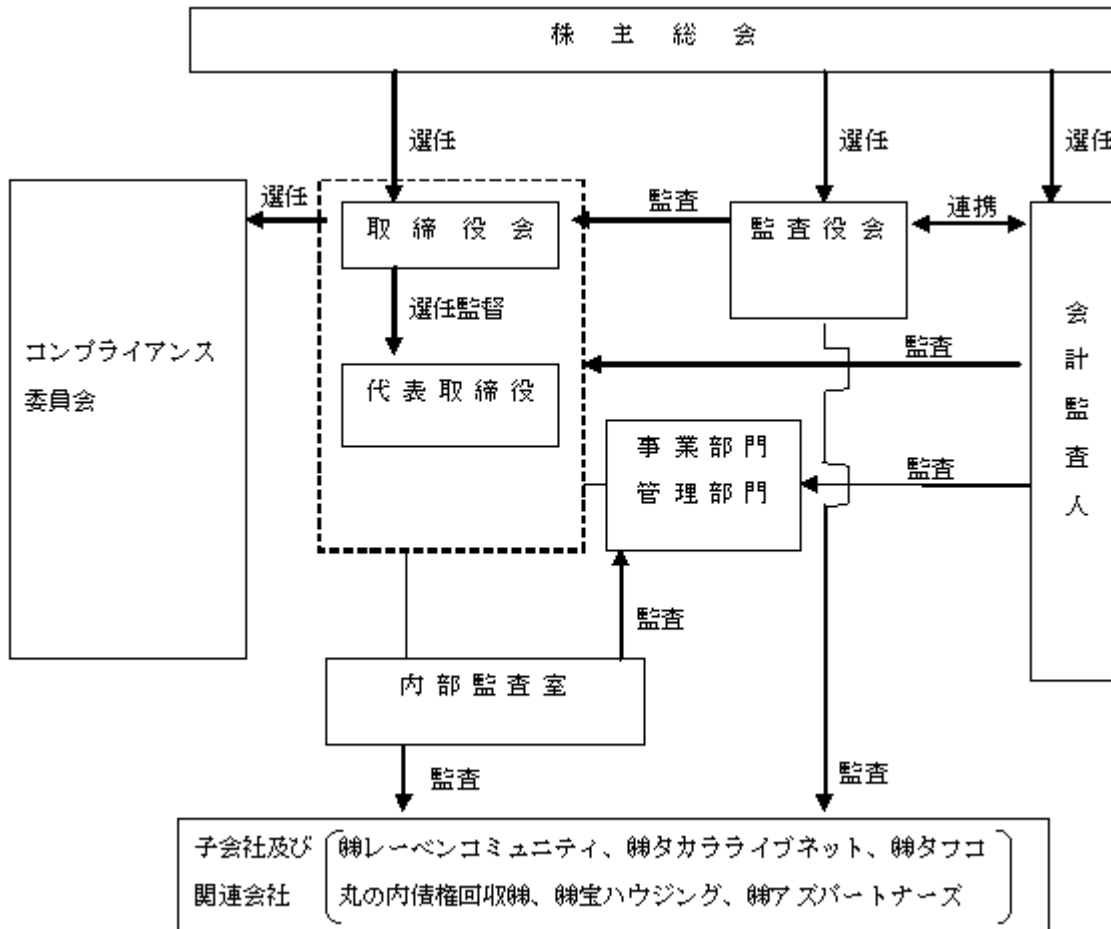 株主総会
選任
選任
選任
選任
取締役会
監査
監査役会
連携
会計監査人
選任監督
コンプライアンス
委員会
代表取締役
監査
事業部門
管理部門
監査
監査
内部監査室
監査
監査
子会社及び
関連会社
㈱レーベンコミュニティ、㈱タカラライブネット、㈱タフコ
丸の内債権回収㈱、㈱宝ハウジング、㈱アズパートナーズ